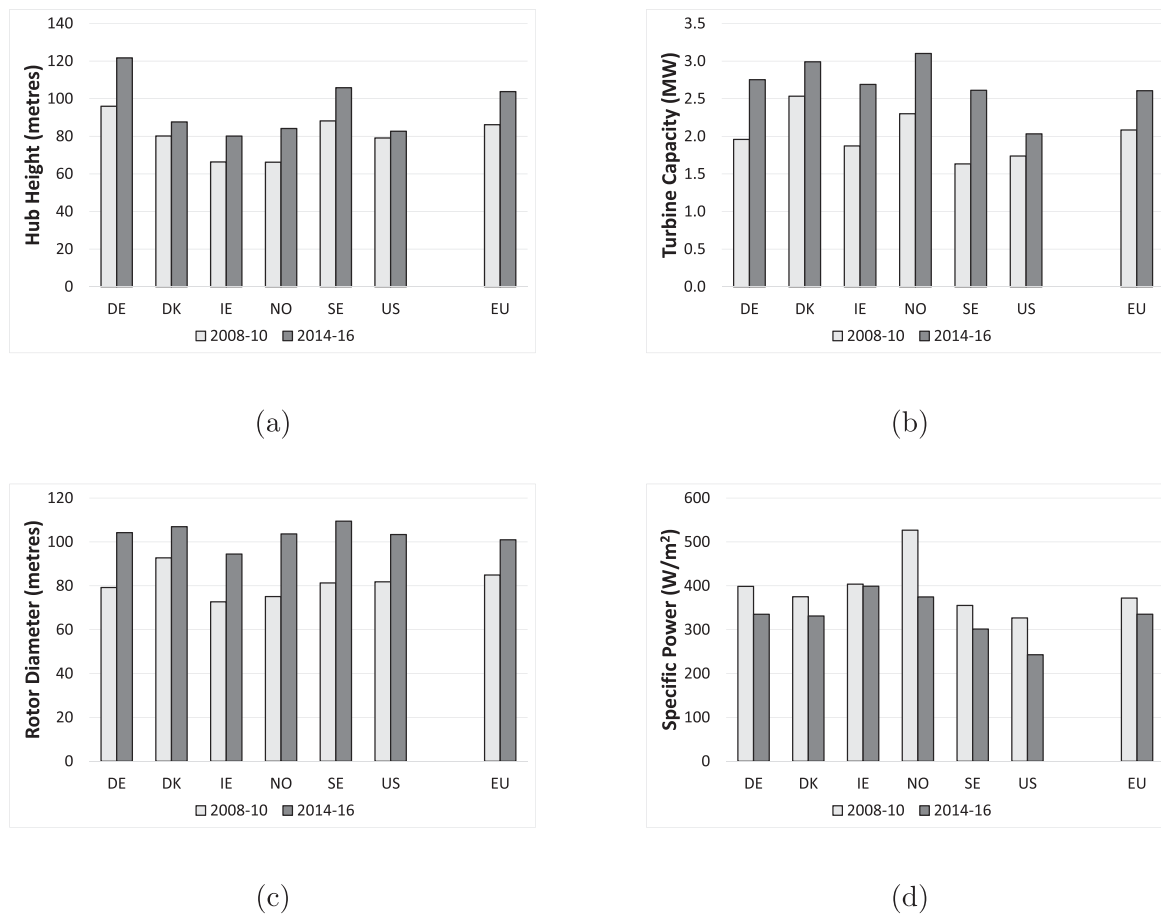 Hub Height (metres)
140
120
100
80
60
40
20
0
DE DK IE NO SE US EU
2008-10 2014-16
(a)
Turbine Capacity (MW)
3.5
3.0
2.5
2.0
1.5
1.0
0.5
0.0
DE DK IE NO SE US EU
2008-10 2014-16
(b)
Rotor Diameter (metres)
120
100
80
60
40
20
0
DE DK IE NO SE US EU
2008-10 2014-16
(c)
Specific Power (W/m²)
600
500
400
300
200
100
0
DE DK IE NO SE US EU
2008-10 2014-16
(d)